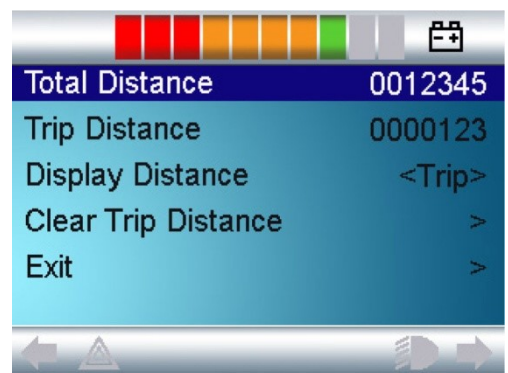 Total Distance 0012345
Trip Distance 0000123
Display Distance <Trip>
Clear Trip Distance >
Exit >